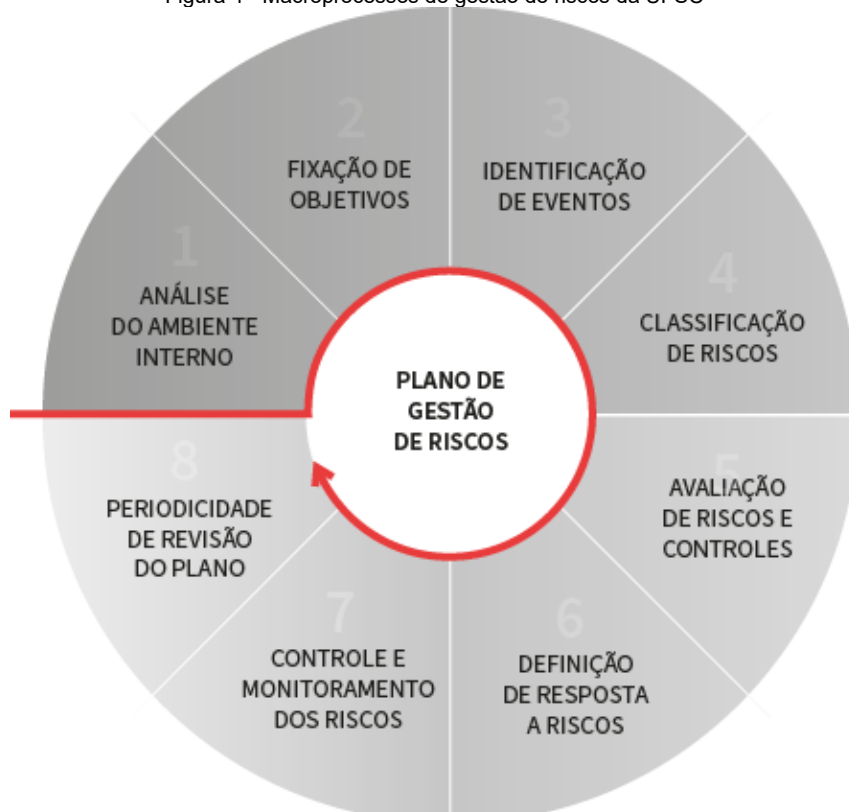 1
ANÁLISE
DO AMBIENTE
INTERNO
2
FIXAÇÃO DE
OBJETIVOS
3
IDENTIFICAÇÃO
DE EVENTOS
4
CLASSIFICAÇÃO
DE RISCOS
5
AVALIAÇÃO
DE RISCOS E
CONTROLES
6
DEFINIÇÃO
DE RESPOSTA
A RISCOS
7
CONTROLE E
MONITORAMENTO
DOS RISCOS
8
PERIODICIDADE
DE REVISÃO
DO PLANO
PLANO DE
GESTÃO
DE RISCOS